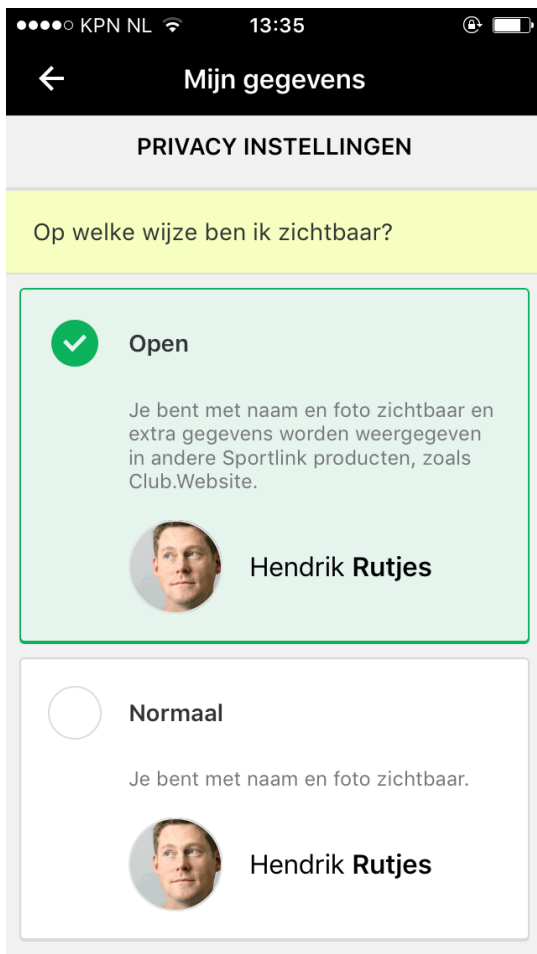 KPN NL 13:35
Mijn gegevens
PRIVACY INSTELLINGEN
Op welke wijze ben ik zichtbaar?
Open
Je bent met naam en foto zichtbaar en
extra gegevens worden weergegeven
in andere Sportlink producten, zoals
Club.Website.
Hendrik Rutjes
Normaal
Je bent met naam en foto zichtbaar.
Hendrik Rutjes